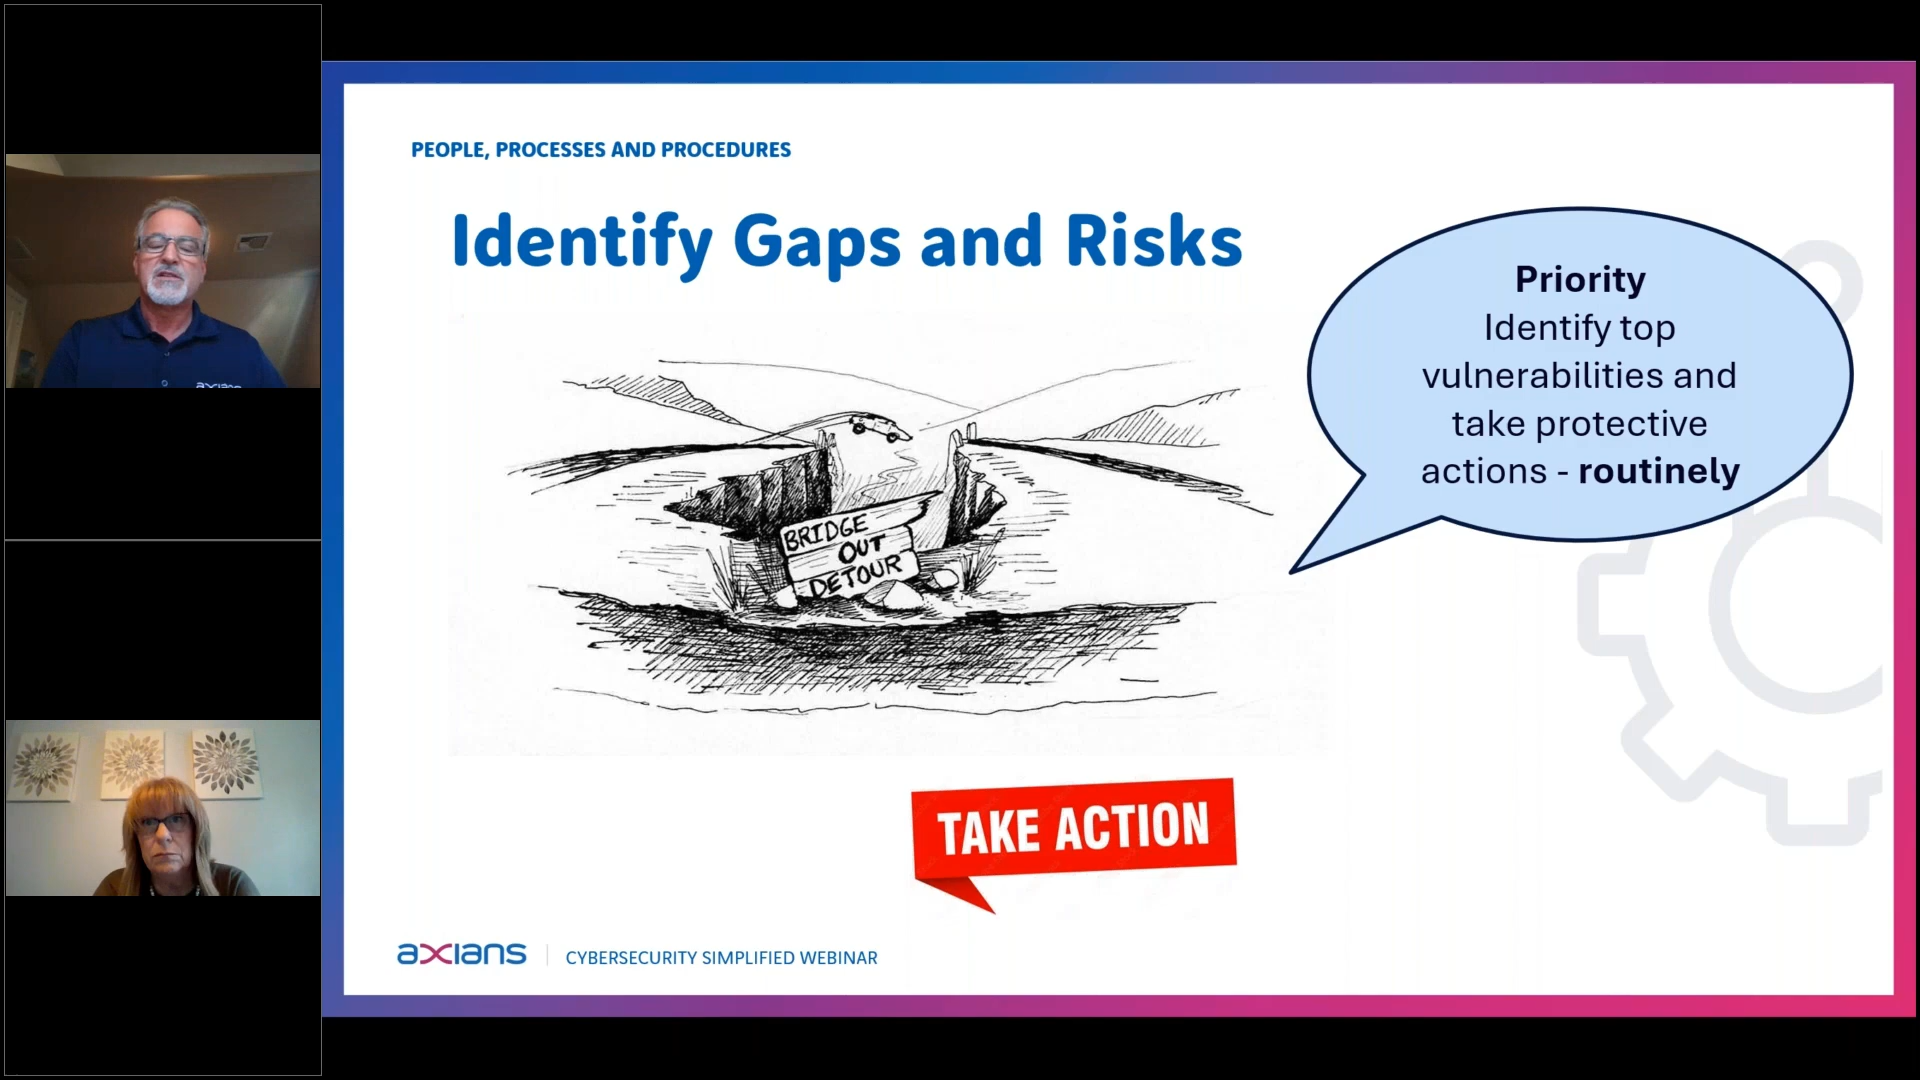 PEOPLE, PROCESSES AND PROCEDURES
Identify Gaps and Risks
Priority
Identify top
vulnerabilities and
take protective
actions - routinely
BRIDGE
OUT
DETOUR
TAKE ACTION
axians
CYBERSECURITY SIMPLIFIED WEBINAR
axians